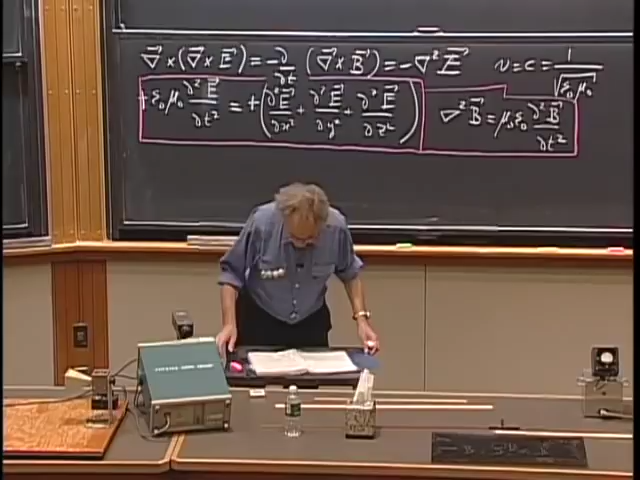 ∇⃗×(∇⃗×E⃗) = -∂/∂t (∇⃗×B⃗) = -∇²E⃗
v = c = 1/√(ε₀μ₀)
+ε₀μ₀ ∂²E⃗/∂t² = +(∂²E⃗/∂x² + ∂²E⃗/∂y² + ∂²E⃗/∂z²)
∇²B⃗ = μ₀ε₀ ∂²B⃗/∂t²